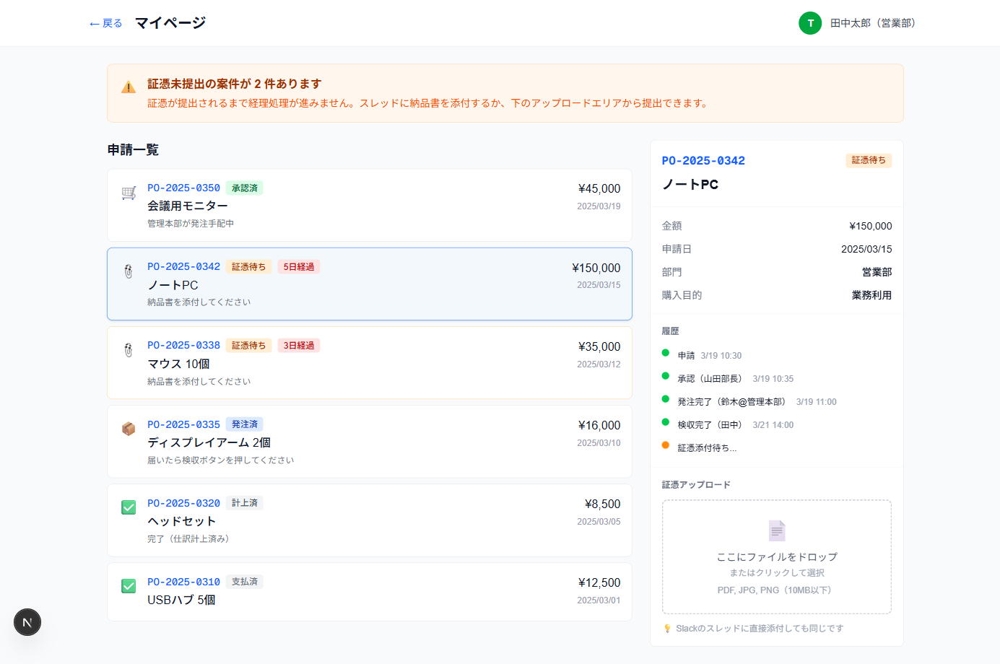 ← 戻る
マイページ
T
田中太郎（営業部）
証憑未提出の案件が 2 件あります
証憑が提出されるまで経理処理が進みません。スレッドに納品書を添付するか、下のアップロードエリアから提出できます。
申請一覧
PO-2025-0350 承認済
¥45,000
会議用モニター
2025/03/19
管理本部が発注手配中
PO-2025-0342 証憑待ち 5日経過
¥150,000
ノートPC
2025/03/15
納品書を添付してください
PO-2025-0338 証憑待ち 3日経過
¥35,000
マウス 10個
2025/03/12
納品書を添付してください
PO-2025-0335 発注済
¥16,000
ディスプレイアーム 2個
2025/03/10
届いたら検収ボタンを押してください
PO-2025-0320 計上済
¥8,500
ヘッドセット
2025/03/05
完了（仕訳計上済み）
PO-2025-0310 支払済
¥12,500
USBハブ 5個
2025/03/01
PO-2025-0342 証憑待ち
ノートPC
金額 ¥150,000
申請日 2025/03/15
部門 営業部
購入目的 業務利用
履歴
申請 3/19 10:30
承認（山田部長） 3/19 10:35
発注完了（鈴木@管理本部） 3/19 11:00
検収完了（田中） 3/21 14:00
証憑添付待ち...
証憑アップロード
ここにファイルをドロップ
またはクリックして選択
PDF, JPG, PNG（10MB以下）
Slackのスレッドに直接添付しても同じです
N